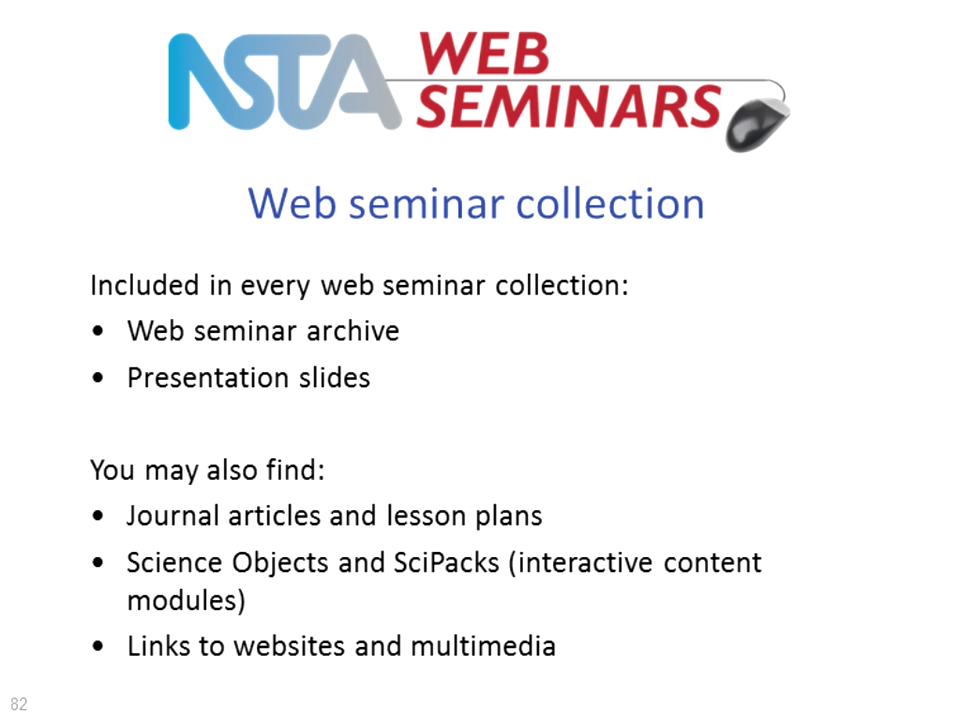 NSTA WEB
SEMINARS
Web seminar collection
Included in every web seminar collection:
• Web seminar archive
• Presentation slides
You may also find:
• Journal articles and lesson plans
• Science Objects and SciPacks (interactive content
modules)
• Links to websites and multimedia
82